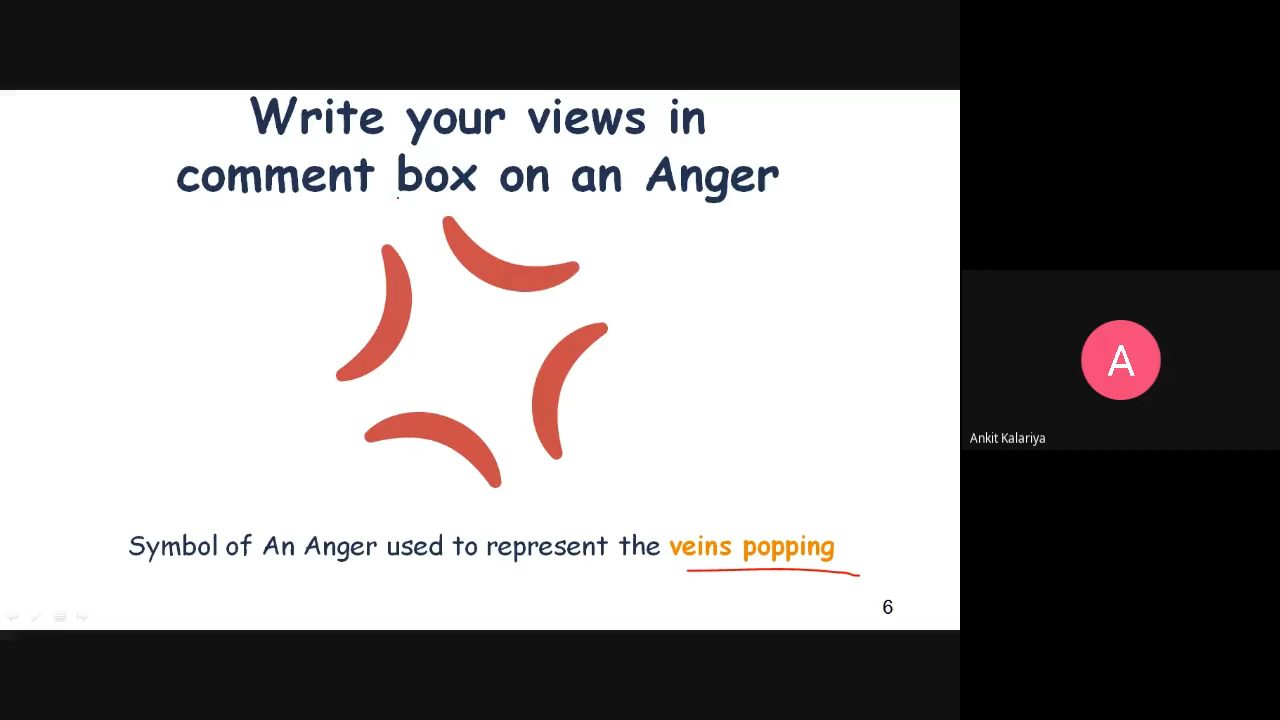 Write your views in
comment box on an Anger
Symbol of An Anger used to represent the veins popping
6
A
Ankit Kalariya